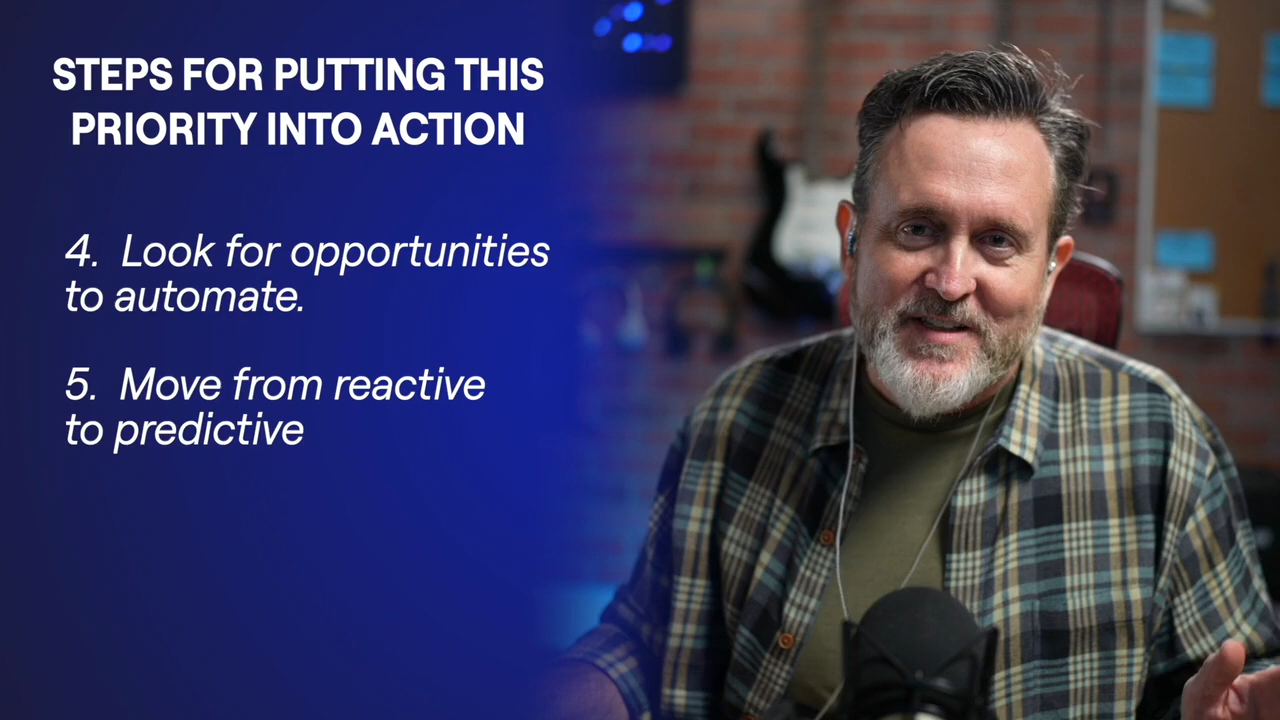 STEPS FOR PUTTING THIS
PRIORITY INTO ACTION
4. Look for opportunities
to automate.
5. Move from reactive
to predictive